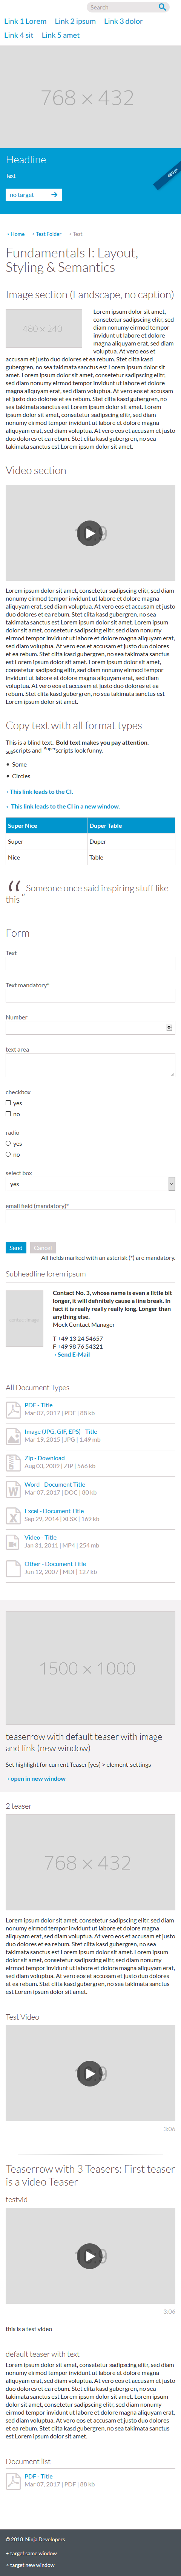 Search
Link 1 Lorem Link 2 ipsum Link 3 dolor
Link 4 sit Link 5 amet
768 × 432
Headline
Text
no target
Home Test Folder Test
Fundamentals I: Layout,
Styling & Semantics
Image section (Landscape, no caption)
480 × 240
Lorem ipsum dolor sit amet,
consetetur sadipscing elitr, sed
diam nonumy eirmod tempor
invidunt ut labore et dolore
magna aliquyam erat, sed diam
voluptua. At vero eos et
accusam et justo duo dolores et ea rebum. Stet clita kasd
gubergren, no sea takimata sanctus est Lorem ipsum dolor sit
amet. Lorem ipsum dolor sit amet, consetetur sadipscing elitr,
sed diam nonumy eirmod tempor invidunt ut labore et dolore
magna aliquyam erat, sed diam voluptua. At vero eos et accusam
et justo duo dolores et ea rebum. Stet clita kasd gubergren, no
sea takimata sanctus est Lorem ipsum dolor sit amet. Lorem
ipsum dolor sit amet, consetetur sadipscing elitr, sed diam
nonumy eirmod tempor invidunt ut labore et dolore magna
aliquyam erat, sed diam voluptua. At vero eos et accusam et justo
duo dolores et ea rebum. Stet clita kasd gubergren, no sea
takimata sanctus est Lorem ipsum dolor sit amet.
Video section
Lorem ipsum dolor sit amet, consetetur sadipscing elitr, sed diam
nonumy eirmod tempor invidunt ut labore et dolore magna
aliquyam erat, sed diam voluptua. At vero eos et accusam et justo
duo dolores et ea rebum. Stet clita kasd gubergren, no sea
takimata sanctus est Lorem ipsum dolor sit amet. Lorem ipsum
dolor sit amet, consetetur sadipscing elitr, sed diam nonumy
eirmod tempor invidunt ut labore et dolore magna aliquyam erat,
sed diam voluptua. At vero eos et accusam et justo duo dolores et
ea rebum. Stet clita kasd gubergren, no sea takimata sanctus est
Lorem ipsum dolor sit amet. Lorem ipsum dolor sit amet,
consetetur sadipscing elitr, sed diam nonumy eirmod tempor
invidunt ut labore et dolore magna aliquyam erat, sed diam
voluptua. At vero eos et accusam et justo duo dolores et ea
rebum. Stet clita kasd gubergren, no sea takimata sanctus est
Lorem ipsum dolor sit amet.
Copy text with all format types
This is a blind text. Bold text makes you pay attention.
Subscripts and Superscripts look funny.
Some
Circles
This link leads to the CI.
This link leads to the CI in a new window.
Super Nice Duper Table
Super Duper
Nice Table
“ Someone once said inspiring stuff like
this ”
Form
Text
Text mandatory*
Number
text area
checkbox
yes
no
radio
yes
no
select box
yes
email field (mandatory)*
Send Cancel
All fields marked with an asterisk (*) are mandatory.
Subheadline lorem ipsum
Contact No. 3, whose name is even a little bit
longer, it will definitely cause a line break. In
fact it is really really really long. Longer than
anything else.
Mock Contact Manager
T +49 13 24 54657
F +49 98 76 54321
Send E-Mail
All Document Types
PDF - Title
Mar 07, 2017 | PDF | 88 kb
Image (JPG, GIF, EPS) - Title
Mar 19, 2015 | JPG | 1.49 mb
Zip - Download
Aug 03, 2009 | ZIP | 566 kb
Word - Document Title
Mar 07, 2017 | DOC | 80 kb
Excel - Document Title
Sep 29, 2014 | XLSX | 169 kb
Video - Title
Jan 31, 2011 | MP4 | 254 mb
Other - Document Title
Jun 12, 2007 | MDI | 127 kb
1500 × 1000
teaserrow with default teaser with image
and link (new window)
Set highlight for current Teaser [yes] > element-settings
open in new window
2 teaser
768 × 432
Lorem ipsum dolor sit amet, consetetur sadipscing elitr, sed diam
nonumy eirmod tempor invidunt ut labore et dolore magna
aliquyam erat, sed diam voluptua. At vero eos et accusam et justo
duo dolores et ea rebum. Stet clita kasd gubergren, no sea
takimata sanctus est Lorem ipsum dolor sit amet. Lorem ipsum
dolor sit amet, consetetur sadipscing elitr, sed diam nonumy
eirmod tempor invidunt ut labore et dolore magna aliquyam erat,
sed diam voluptua. At vero eos et accusam et justo duo dolores et
ea rebum. Stet clita kasd gubergren, no sea takimata sanctus est
Lorem ipsum dolor sit amet.
Test Video
3:06
Teaserrow with 3 Teasers: First teaser
is a video Teaser
testvid
3:06
this is a test video
default teaser with text
Lorem ipsum dolor sit amet, consetetur sadipscing elitr, sed diam
nonumy eirmod tempor invidunt ut labore et dolore magna
aliquyam erat, sed diam voluptua. At vero eos et accusam et justo
duo dolores et ea rebum. Stet clita kasd gubergren, no sea
takimata sanctus est Lorem ipsum dolor sit amet. Lorem ipsum
dolor sit amet, consetetur sadipscing elitr, sed diam nonumy
eirmod tempor invidunt ut labore et dolore magna aliquyam erat,
sed diam voluptua. At vero eos et accusam et justo duo dolores et
ea rebum. Stet clita kasd gubergren, no sea takimata sanctus est
Lorem ipsum dolor sit amet.
Document list
PDF - Title
Mar 07, 2017 | PDF | 88 kb
© 2018 Ninja Developers
target same window
target new window